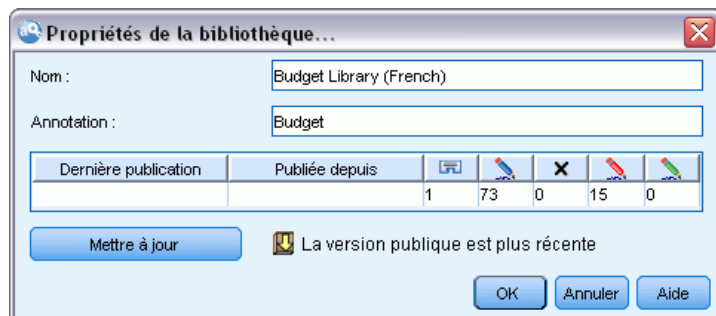 Propriétés de la bibliothèque...
Nom :
Budget Library (French)
Annotation :
Budget
Dernière publication Publiée depuis
1 73 0 15 0
Mettre à jour La version publique est plus récente
OK Annuler Aide